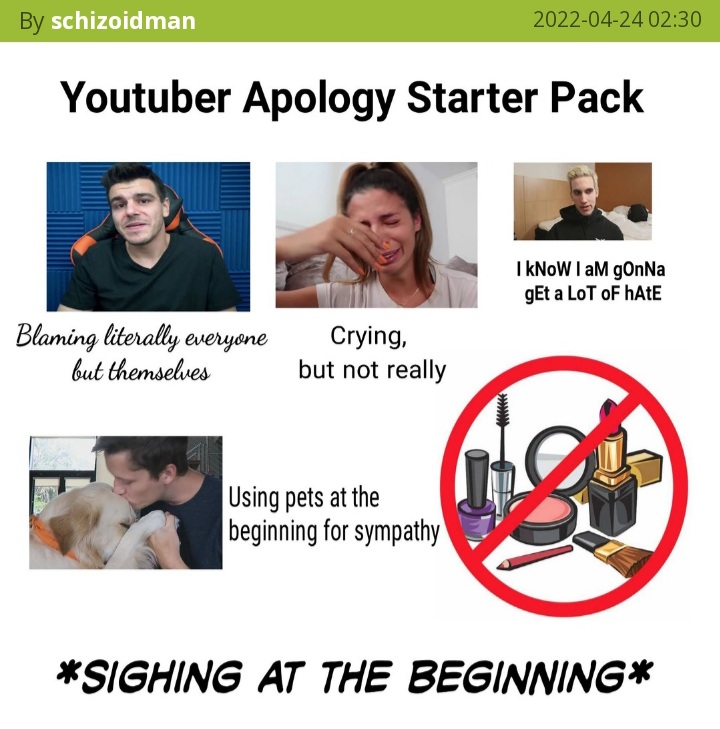 By schizoidman 2022-04-24 02:30
Youtuber Apology Starter Pack
Blaming literally everyone
but themselves
Crying,
but not really
I kNoW I aM gOnNa
gEt a LoT oF hAtE
Using pets at the
beginning for sympathy
*SIGHING AT THE BEGINNING*